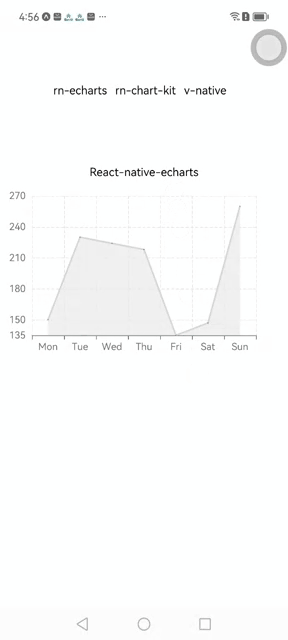 4:56
rn-echarts rn-chart-kit v-native
React-native-echarts
270
240
210
180
150
135
Mon Tue Wed Thu Fri Sat Sun